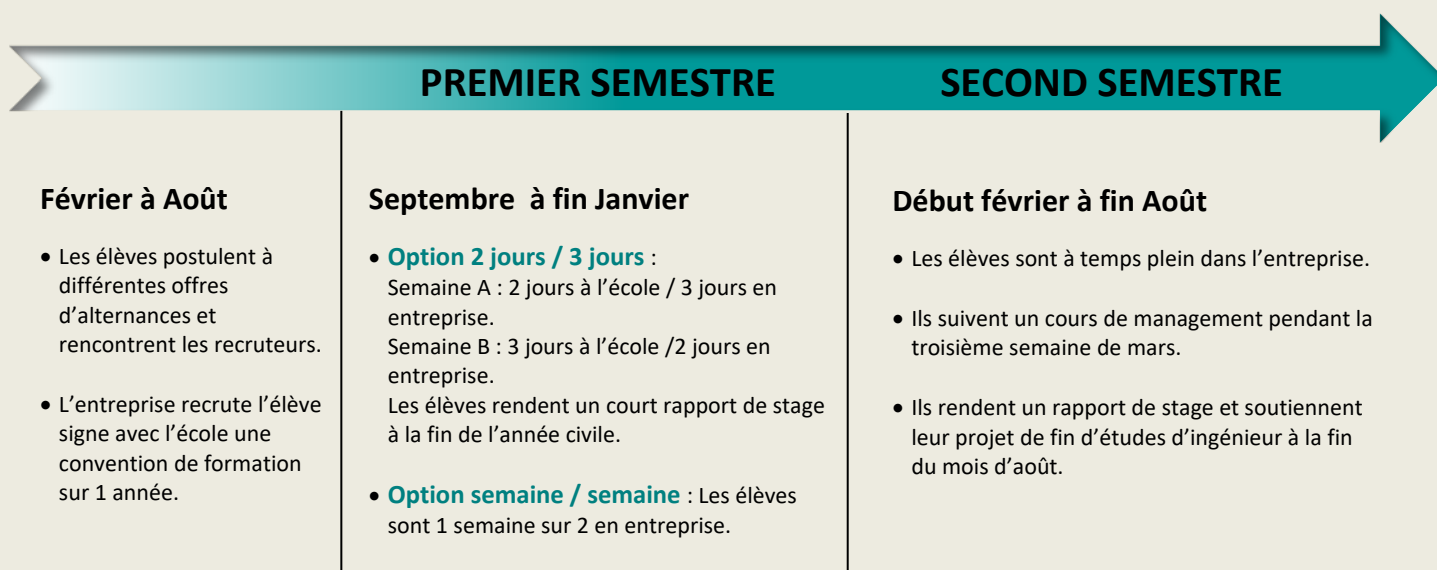 PREMIER SEMESTRE
SECOND SEMESTRE
Février à Août
• Les élèves postulent à
différentes offres
d’alternances et
rencontrent les recruteurs.
• L’entreprise recrute l’élève
signe avec l’école une
convention de formation
sur 1 année.
Septembre à fin Janvier
• Option 2 jours / 3 jours :
Semaine A : 2 jours à l’école / 3 jours en
entreprise.
Semaine B : 3 jours à l’école /2 jours en
entreprise.
Les élèves rendent un court rapport de stage
à la fin de l’année civile.
• Option semaine / semaine : Les élèves
sont 1 semaine sur 2 en entreprise.
Début février à fin Août
• Les élèves sont à temps plein dans l’entreprise.
• Ils suivent un cours de management pendant la
troisième semaine de mars.
• Ils rendent un rapport de stage et soutiennent
leur projet de fin d’études d’ingénieur à la fin
du mois d’août.